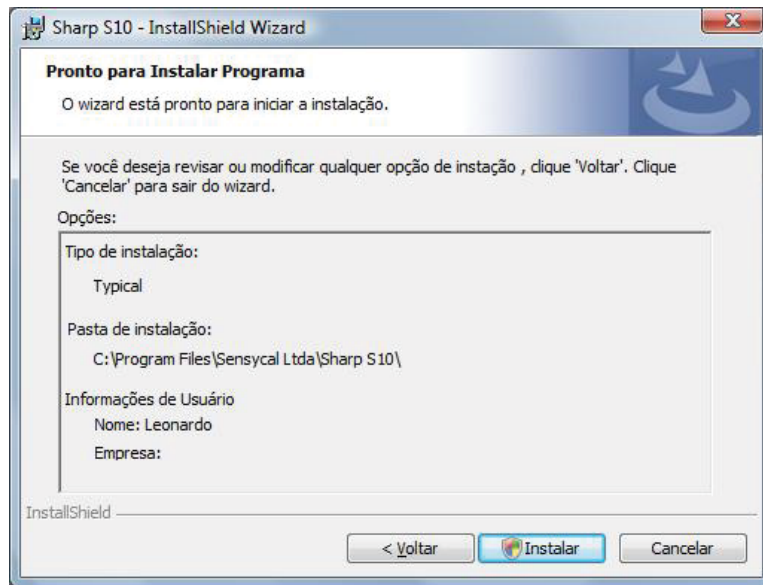 Sharp S10 - InstallShield Wizard
Pronto para Instalar Programa
O wizard está pronto para iniciar a instalação.
Se você deseja revisar ou modificar qualquer opção de instação , clique 'Voltar'. Clique
'Cancelar' para sair do wizard.
Opções:
Tipo de instalação:
Typical
Pasta de instalação:
C:\Program Files\Sensycal Ltda\Sharp S10\
Informações de Usuário
Nome: Leonardo
Empresa:
InstallShield
< Voltar Instalar Cancelar